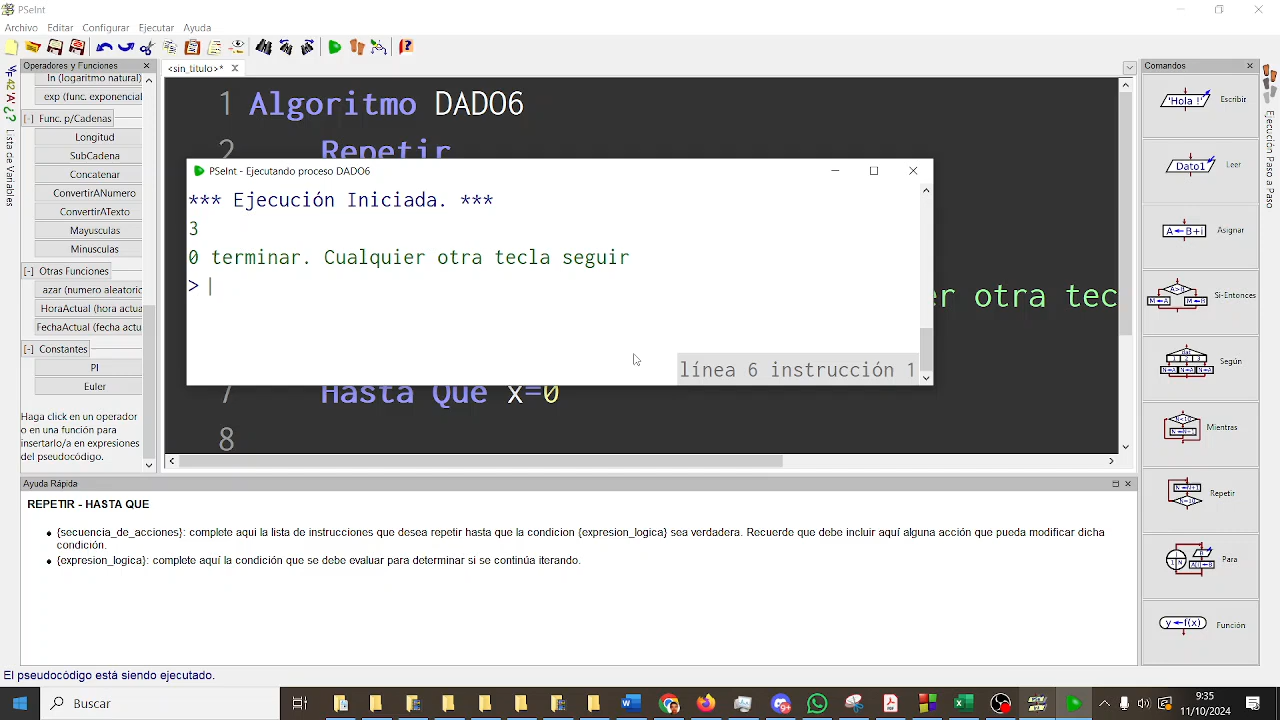 PSeInt
Archivo Editar Configurar Ejecutar Ayuda
Operadores y Funciones
ln (logaritmo natural)
exp (func. exponencial
[-] Func. p/Cadenas
Longitud
SubCadena
Concatenar
ConvertirANumero
ConvertirATexto
Mayusculas
Minusculas
[-] Otras Funciones
azar (numero aleatorio
HoraActual (hora actua
FechaActual (fecha actu
[-] Constantes
PI
Euler
Haga click en un operador
o en una función para
insertarlo/a en expresiones
del pseudocódigo.
Lista de Variables
<sin_titulo>*
1 Algoritmo DADO6
2 Repetir
PSeInt - Ejecutando proceso DADO6
*** Ejecución Iniciada. ***
3
0 terminar. Cualquier otra tecla seguir
>
er otra tec
línea 6 instrucción 1
7 Hasta Que x=0
8
Comandos
'Hola !'
Escribir
Dato1
Leer
A←B+i
Asignar
Si-Entonces
Según
Mientras
Repetir
Para
y←f(x)
Función
Ejecución Paso a Paso
Ayuda Rápida
REPETIR - HASTA QUE
{secuencia_de_acciones}: complete aquí la lista de instrucciones que desea repetir hasta que la condicion {expresion_logica} sea verdadera. Recuerde que debe incluir aquí alguna acción que pueda modificar dicha
condición.
{expresion_logica}: complete aquí la condición que se debe evaluar para determinar si se continúa iterando.
El pseudocódigo está siendo ejecutado.
Buscar
9:35
11/10/2024